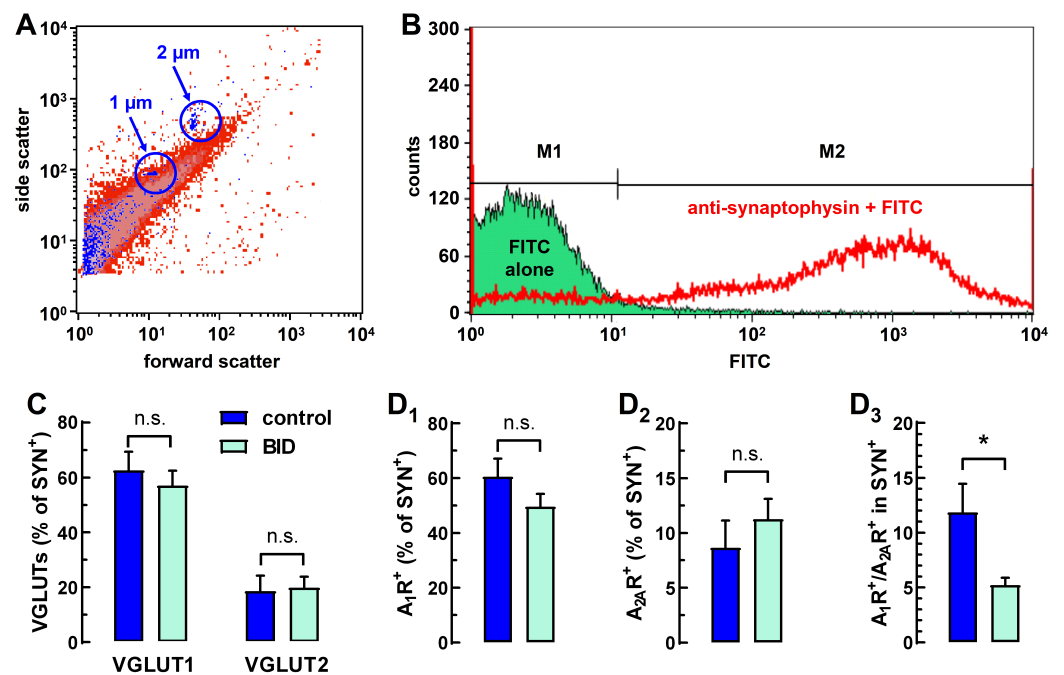 A
10⁴
10³
10²
10¹
10⁰
side scatter
2 µm
1 µm
10⁰ 10¹ 10² 10³ 10⁴
forward scatter
B
300
240
180
120
60
0
counts
M1 M2
anti-synaptophysin + FITC
FITC
alone
10⁰ 10¹ 10² 10³ 10⁴
FITC
C
80
60
40
20
0
VGLUTs (% of SYN⁺)
n.s.
n.s.
control
BID
VGLUT1 VGLUT2
D₁
80
60
40
20
0
A₁R⁺ (% of SYN⁺)
n.s.
D₂
20
15
10
5
0
A₂AR⁺ (% of SYN⁺)
n.s.
D₃
20
15
10
5
0
A₁R⁺/A₂AR⁺ in SYN⁺
*